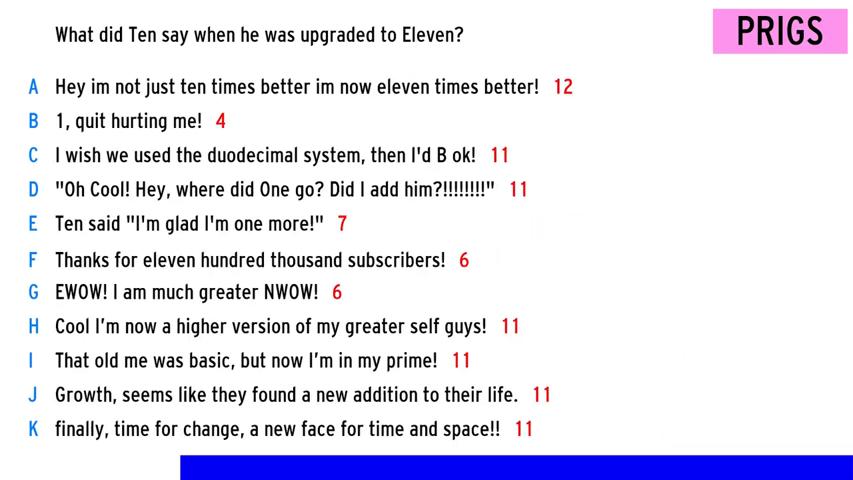 What did Ten say when he was upgraded to Eleven?
PRIGS
A Hey im not just ten times better im now eleven times better! 12
B 1, quit hurting me! 4
C I wish we used the duodecimal system, then I'd B ok! 11
D "Oh Cool! Hey, where did One go? Did I add him?!!!!!!!!" 11
E Ten said "I'm glad I'm one more!" 7
F Thanks for eleven hundred thousand subscribers! 6
G EWOW! I am much greater NWOW! 6
H Cool I’m now a higher version of my greater self guys! 11
I That old me was basic, but now I’m in my prime! 11
J Growth, seems like they found a new addition to their life. 11
K finally, time for change, a new face for time and space!! 11